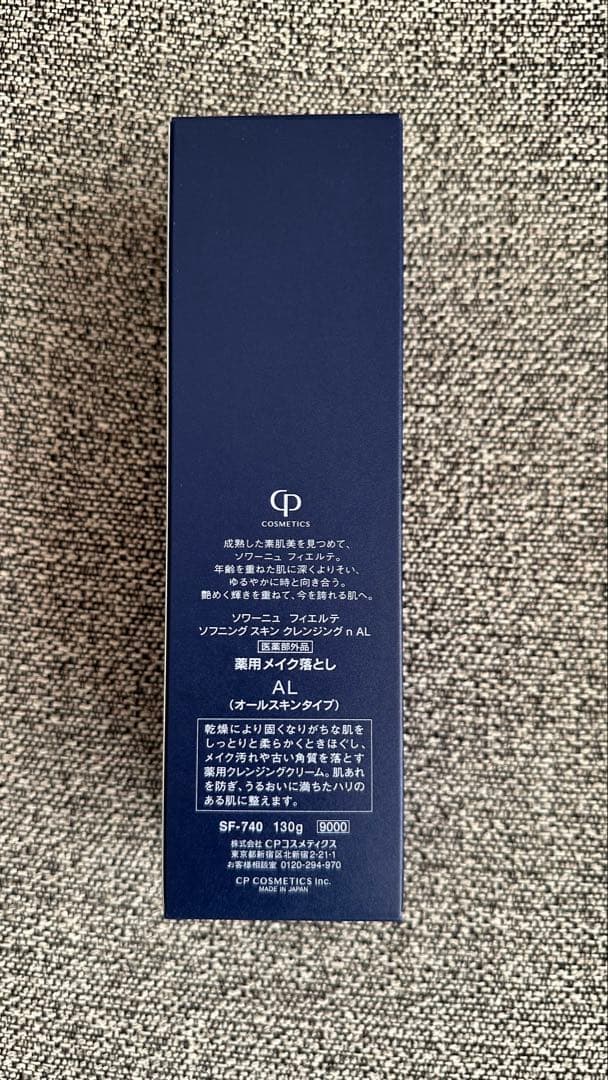 CP
COSMETICS
成熟した素肌美を見つめて、
ソワーニュ フィエルテ。
年齢を重ねた肌に深くよりそい、
ゆるやかに時と向き合う。
艶めく輝きを重ねて、今を誇れる肌へ。
ソワーニュ フィエルテ
ソフニング スキン クレンジング n AL
医薬部外品
薬用メイク落とし
AL
(オールスキンタイプ)
乾燥により固くなりがちな肌を
しっとりと柔らかくときほぐし、
メイク汚れや古い角質を落とす
薬用クレンジングクリーム。肌あれ
を防ぎ、うるおいに満ちたハリの
ある肌に整えます。
SF-740 130g 9000
株式会社 CPコスメティクス
東京都新宿区北新宿2-21-1
お客様相談室 0120-294-970
CP COSMETICS Inc.
MADE IN JAPAN